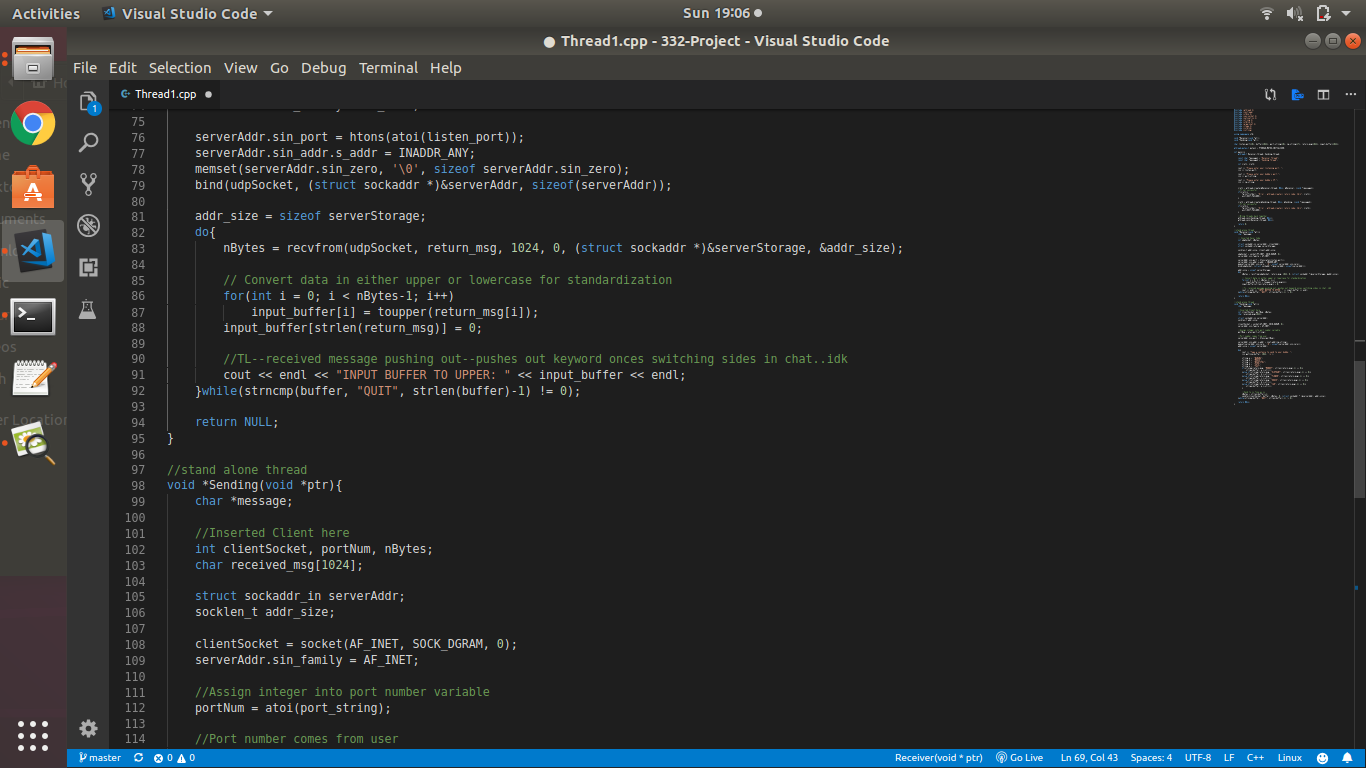 Activities Visual Studio Code Sun 19:06
Thread1.cpp - 332-Project - Visual Studio Code
File Edit Selection View Go Debug Terminal Help
1
Thread1.cpp
75
76 serverAddr.sin_port = htons(atoi(listen_port));
77 serverAddr.sin_addr.s_addr = INADDR_ANY;
78 memset(serverAddr.sin_zero, '\0', sizeof serverAddr.sin_zero);
79 bind(udpSocket, (struct sockaddr *)&serverAddr, sizeof(serverAddr));
80
81 addr_size = sizeof serverStorage;
82 do{
83 nBytes = recvfrom(udpSocket, return_msg, 1024, 0, (struct sockaddr *)&serverStorage, &addr_size);
84
85 // Convert data in either upper or lowercase for standardization
86 for(int i = 0; i < nBytes-1; i++)
87 input_buffer[i] = toupper(return_msg[i]);
88 input_buffer[strlen(return_msg)] = 0;
89
90 //TL--received message pushing out--pushes out keyword onces switching sides in chat..idk
91 cout << endl << "INPUT BUFFER TO UPPER: " << input_buffer << endl;
92 }while(strncmp(buffer, "QUIT", strlen(buffer)-1) != 0);
93
94 return NULL;
95 }
96
97 //stand alone thread
98 void *Sending(void *ptr){
99 char *message;
100
101 //Inserted Client here
102 int clientSocket, portNum, nBytes;
103 char received_msg[1024];
104
105 struct sockaddr_in serverAddr;
106 socklen_t addr_size;
107
108 clientSocket = socket(AF_INET, SOCK_DGRAM, 0);
109 serverAddr.sin_family = AF_INET;
110
111 //Assign integer into port number variable
112 portNum = atoi(port_string);
113
114 //Port number comes from user
master 0 0 Receiver(void * ptr) Go Live Ln 69, Col 43 Spaces: 4 UTF-8 LF C++ Linux